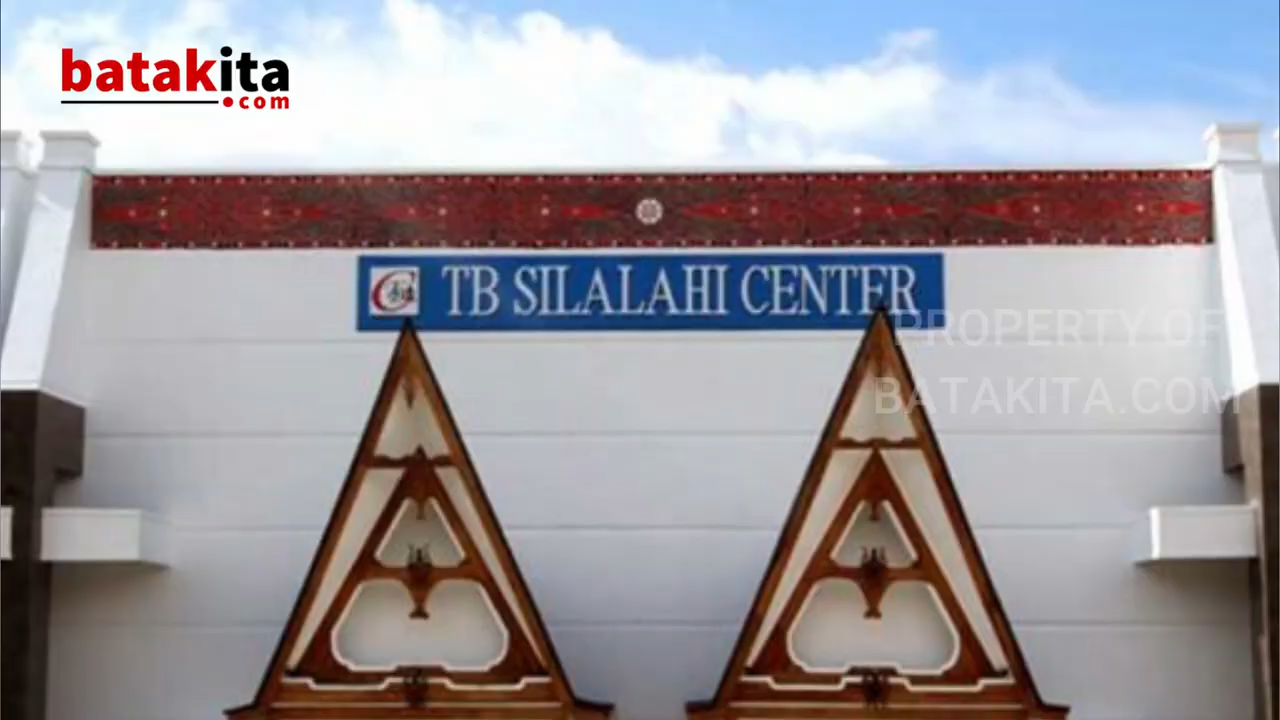 batakita
.com
TB SILALAHI CENTER
PROPERTY OF
BATAKITA.COM